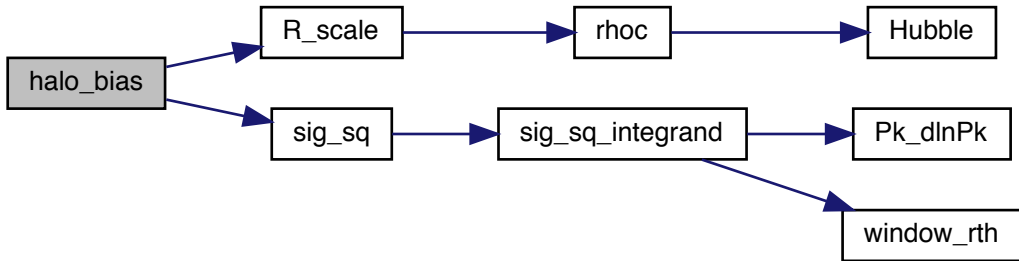 halo_bias
R_scale
rhoc
Hubble
sig_sq
sig_sq_integrand
Pk_dlnPk
window_rth